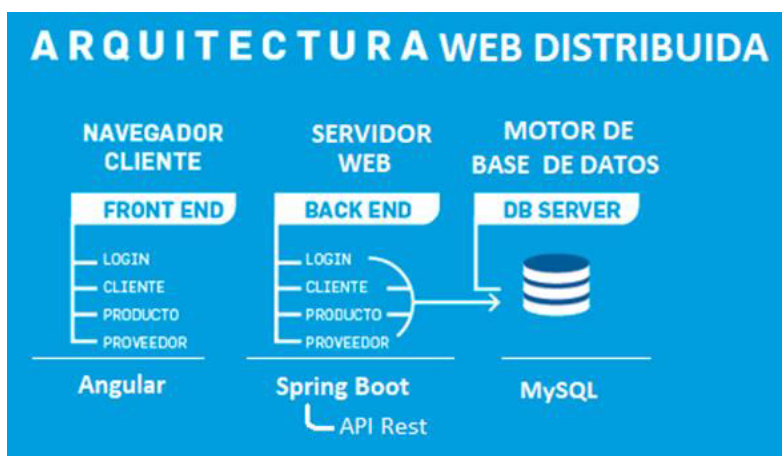 ARQUITECTURA WEB DISTRIBUIDA
NAVEGADOR
CLIENTE
FRONT END
LOGIN
CLIENTE
PRODUCTO
PROVEEDOR
Angular
SERVIDOR
WEB
BACK END
LOGIN
CLIENTE
PRODUCTO
PROVEEDOR
Spring Boot
API Rest
MOTOR DE
BASE DE DATOS
DB SERVER
MySQL